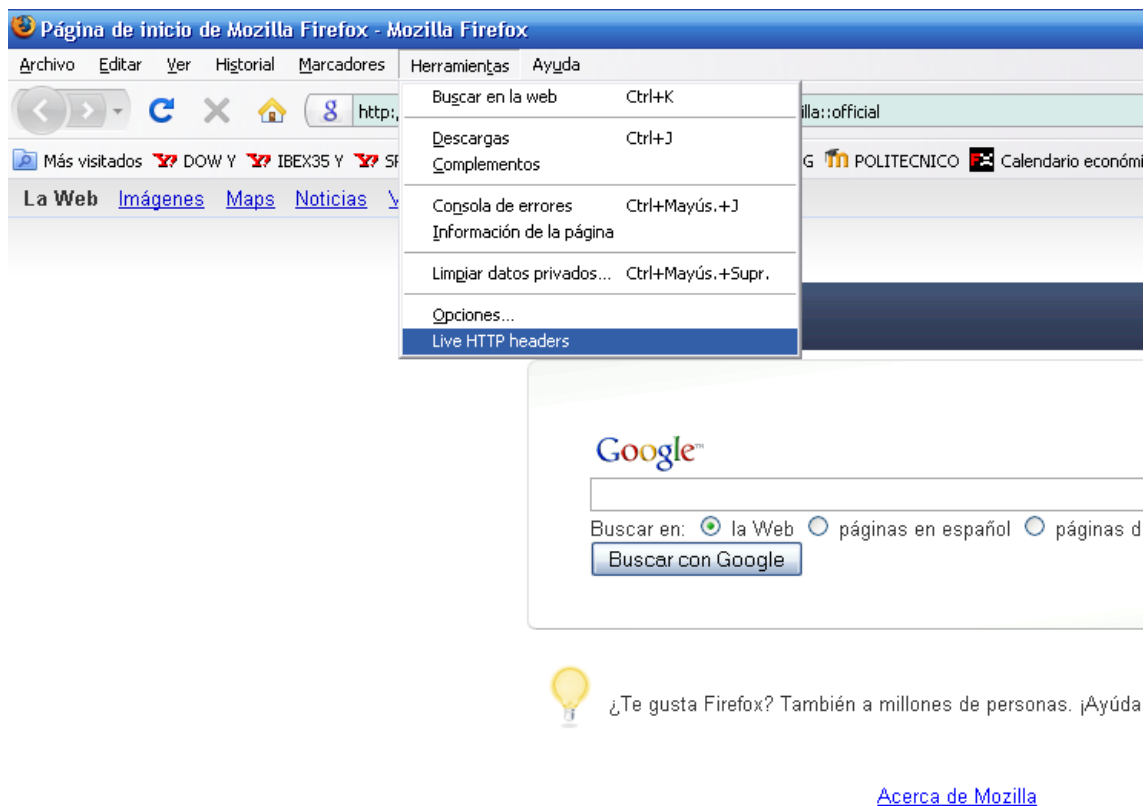 Página de inicio de Mozilla Firefox - Mozilla Firefox
Archivo Editar Ver Historial Marcadores Herramientas Ayuda
Buscar en la web Ctrl+K
http:
illa::official
Descargas Ctrl+J
Más visitados DOW Y IBEX35 Y
G POLITECNICO Calendario económi
Complementos
La Web Imágenes Maps Noticias
Consola de errores Ctrl+Mayús.+J
Información de la página
Limpiar datos privados... Ctrl+Mayús.+Supr.
Opciones...
Live HTTP headers
Google™
Buscar en: la Web páginas en español páginas d
Buscar con Google
¿Te gusta Firefox? También a millones de personas. ¡Ayúda
Acerca de Mozilla